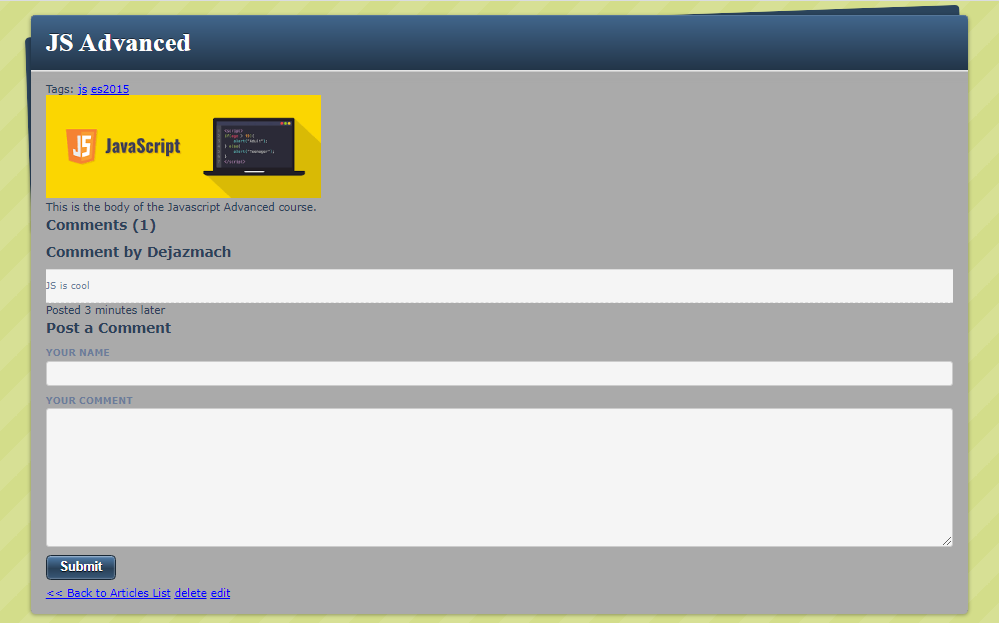 JS Advanced
Tags: js es2015
JS JavaScript
<script>
</script>
This is the body of the Javascript Advanced course.
Comments (1)
Comment by Dejazmach
JS is cool
Posted 3 minutes later
Post a Comment
YOUR NAME
YOUR COMMENT
Submit
<< Back to Articles List delete edit